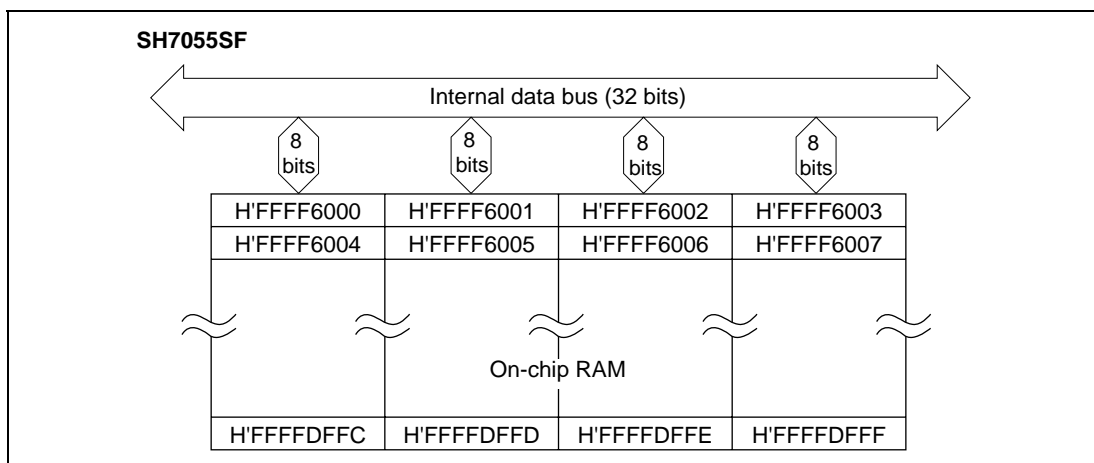 SH7055SF
Internal data bus (32 bits)
8 bits
8 bits
8 bits
8 bits
H'FFFF6000 H'FFFF6001 H'FFFF6002 H'FFFF6003
H'FFFF6004 H'FFFF6005 H'FFFF6006 H'FFFF6007
On-chip RAM
H'FFFFDFFC H'FFFFDFFD H'FFFFDFFE H'FFFFDFFF